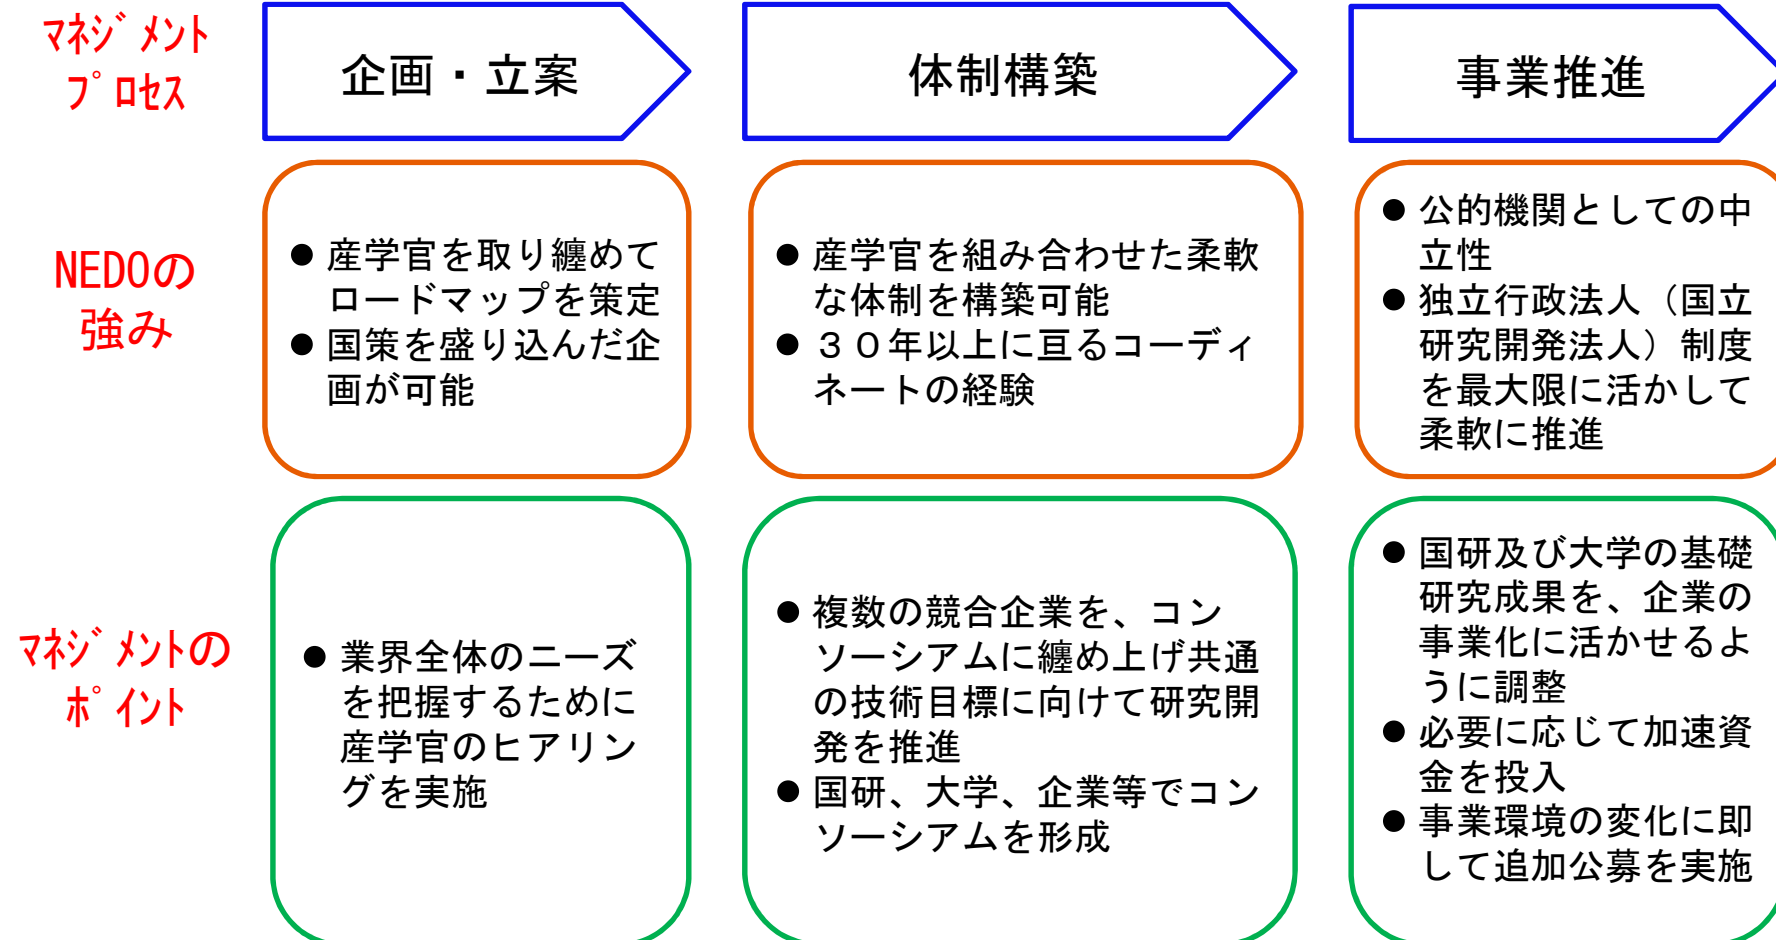 ﾏﾈｼﾞﾒﾝﾄ
ﾌﾟﾛｾｽ
企画・立案
体制構築
事業推進
NEDOの
強み
● 産学官を取り纏めて
ロードマップを策定
● 国策を盛り込んだ企
画が可能
● 産学官を組み合わせた柔軟
な体制を構築可能
● ３０年以上に亘るコーディ
ネートの経験
● 公的機関としての中
立性
● 独立行政法人（国立
研究開発法人）制度
を最大限に活かして
柔軟に推進
ﾏﾈｼﾞﾒﾝﾄの
ﾎﾟｲﾝﾄ
● 業界全体のニーズ
を把握するために
産学官のヒアリン
グを実施
● 複数の競合企業を、コン
ソーシアムに纏め上げ共通
の技術目標に向けて研究開
発を推進
● 国研、大学、企業等でコン
ソーシアムを形成
● 国研及び大学の基礎
研究成果を、企業の
事業化に活かせるよ
うに調整
● 必要に応じて加速資
金を投入
● 事業環境の変化に即
して追加公募を実施